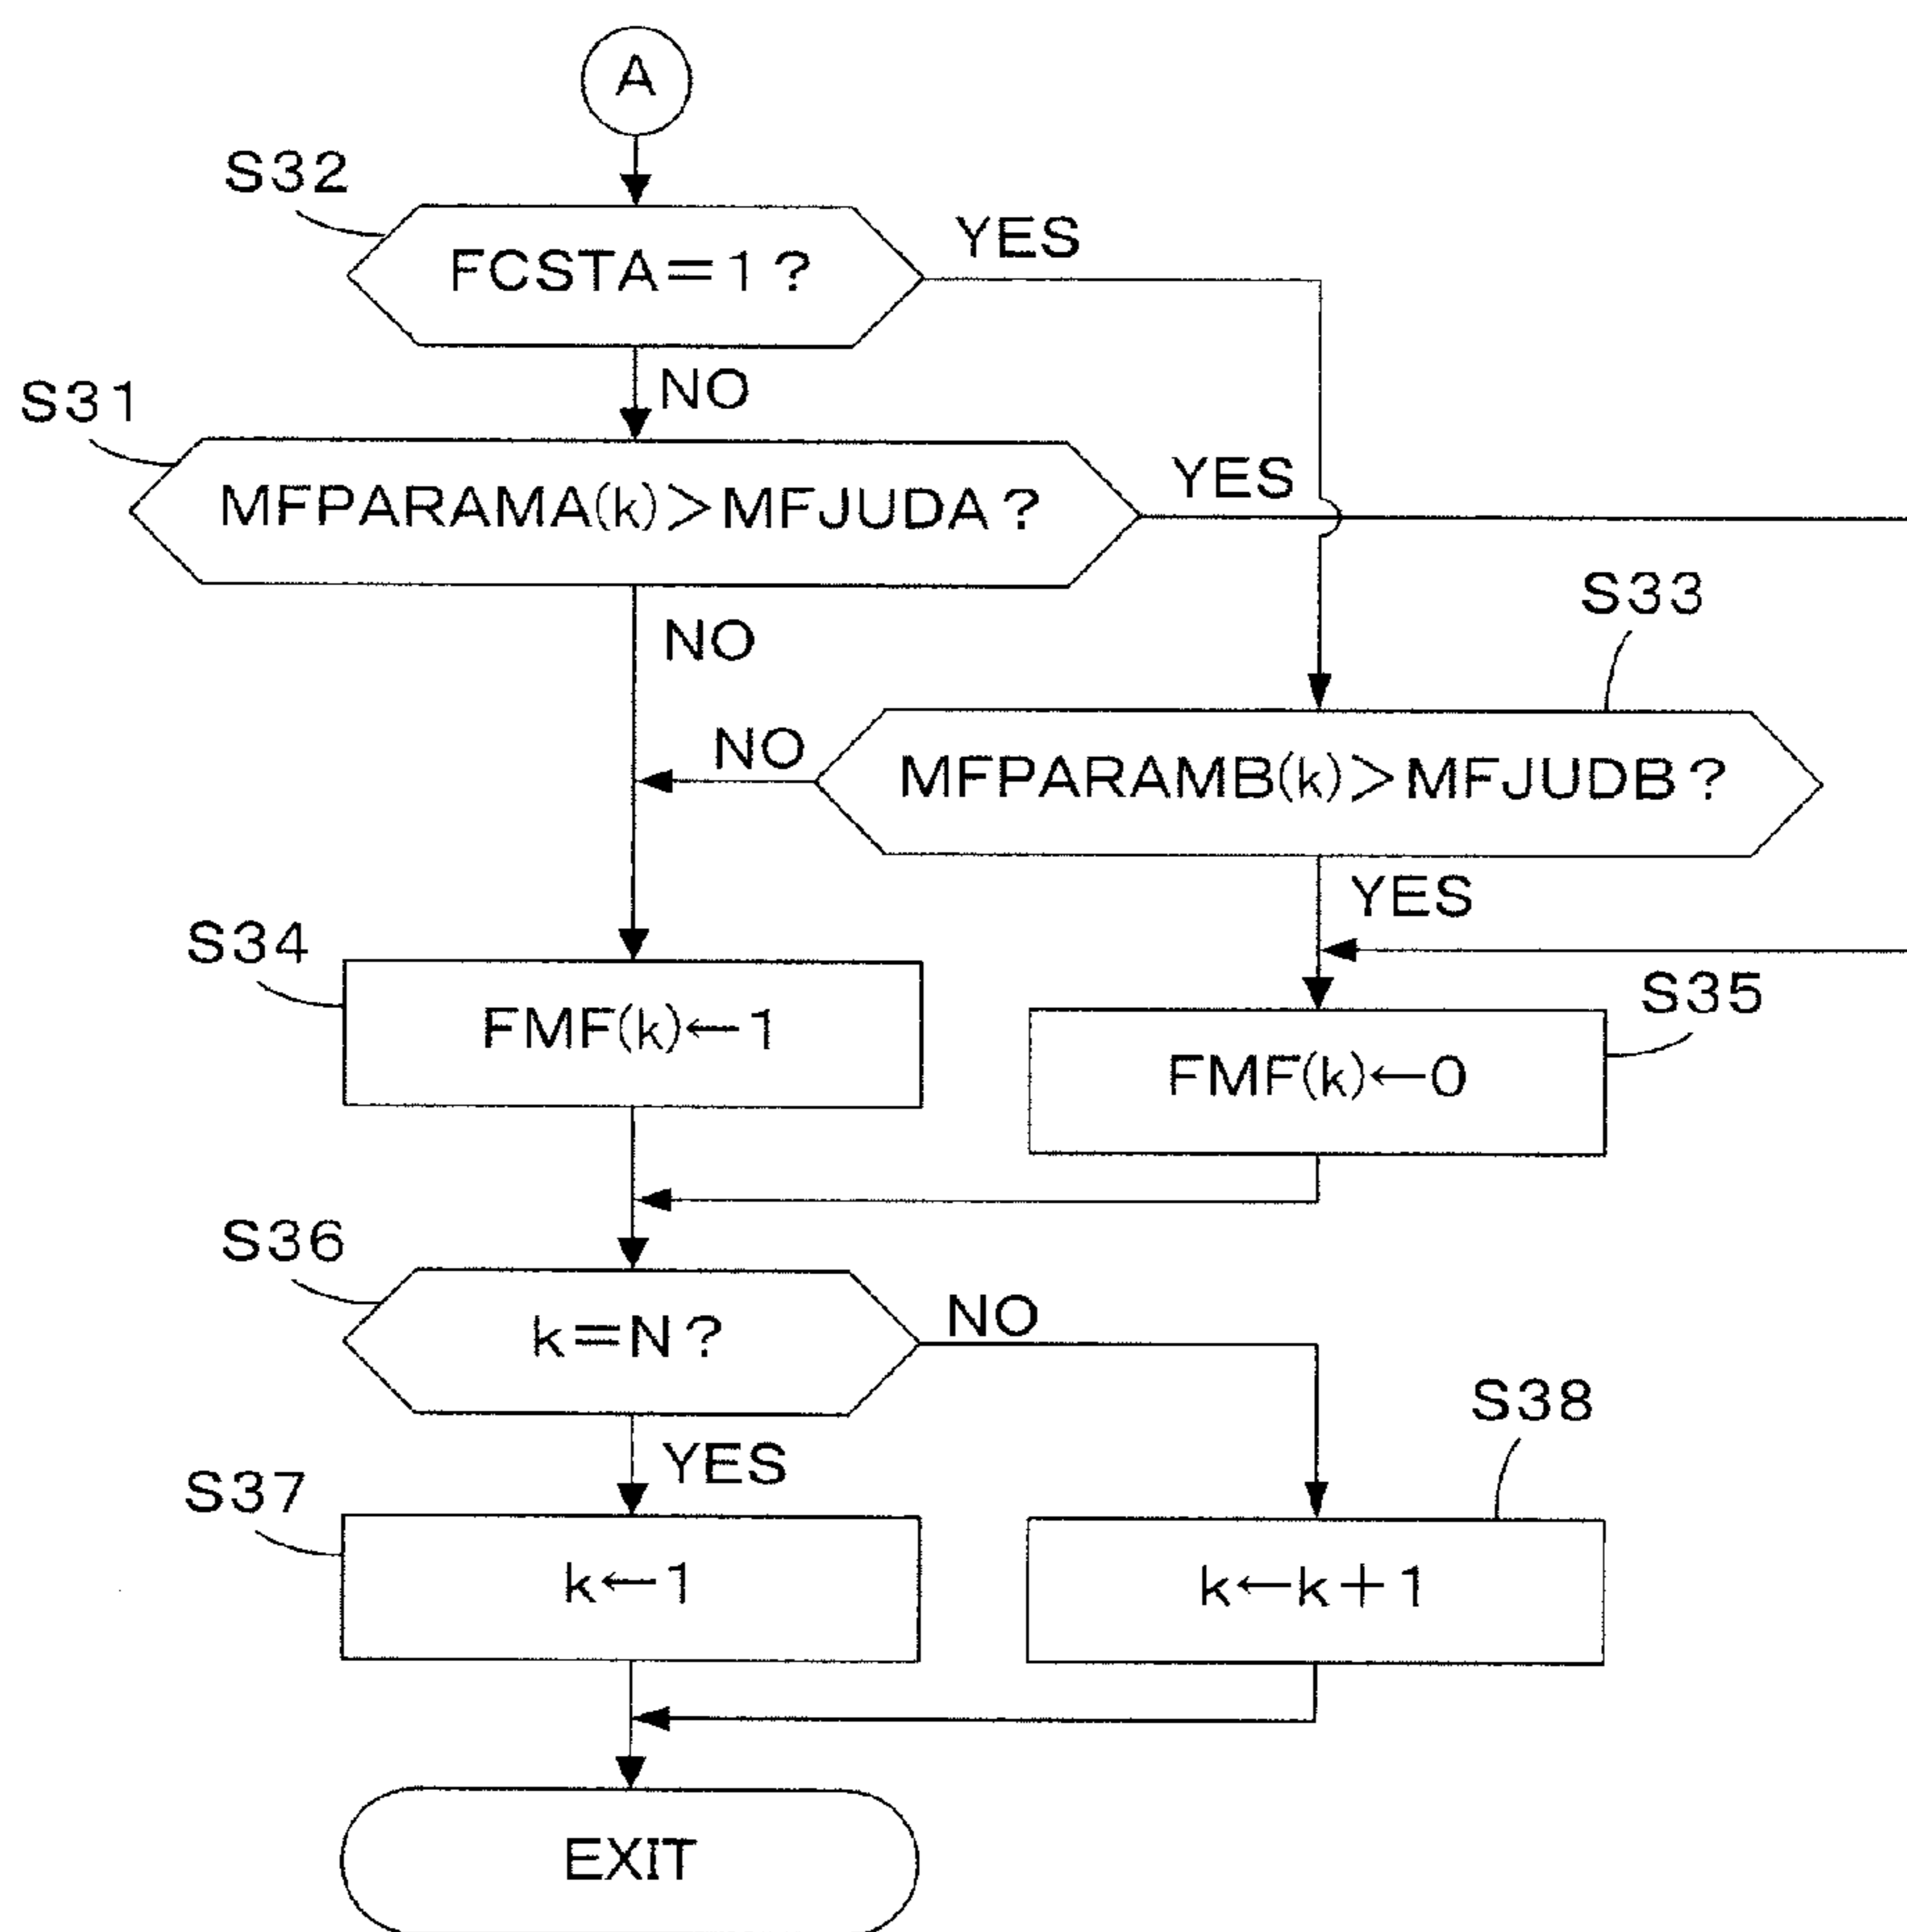 A
S32
FCSTA=1?
YES
NO
S31
MFPARAMA(k)>MFJUDA?
YES
NO
S33
MFPARAMB(k)>MFJUDB?
NO
YES
S34
FMF(k)←1
S35
FMF(k)←0
S36
k=N?
NO
YES
S37
k←1
S38
k←k+1
EXIT